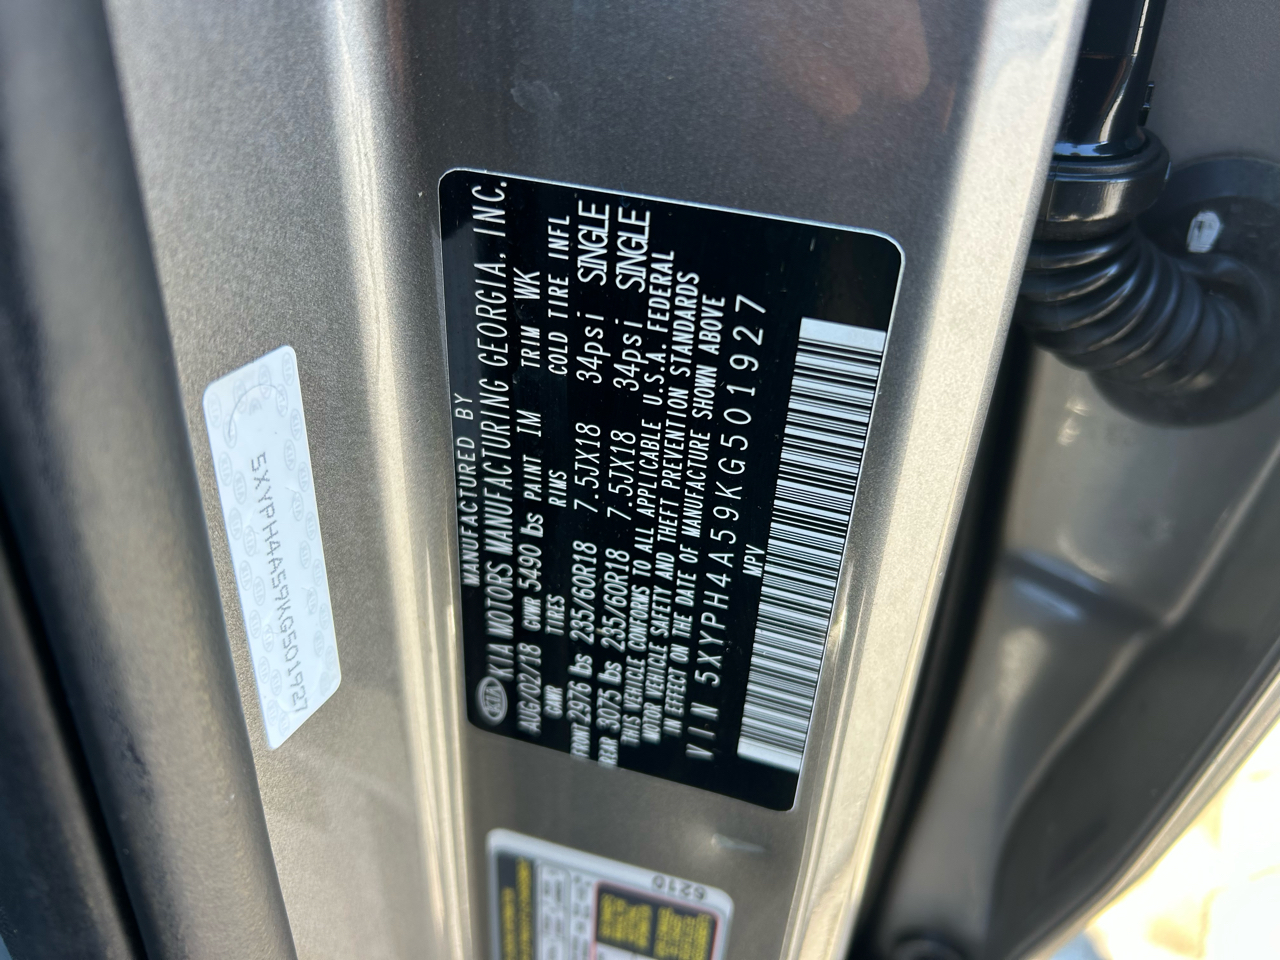 MANUFACTURED BY
KIA KIA MOTORS MANUFACTURING GEORGIA, INC.
AUG/02/18 GVWR 5490 lbs PAINT IM TRIM WK
GAWR TIRES RIMS COLD TIRE INFL
FRONT 2976 lbs 235/60R18 7.5JX18 34psi SINGLE
REAR 3075 lbs 235/60R18 7.5JX18 34psi SINGLE
THIS VEHICLE CONFORMS TO ALL APPLICABLE U.S.A. FEDERAL
MOTOR VEHICLE SAFETY AND THEFT PREVENTION STANDARDS
IN EFFECT ON THE DATE OF MANUFACTURE SHOWN ABOVE
VIN 5XYPH4A59KG501927
MPV
5XYPH4A59KG501927
5210